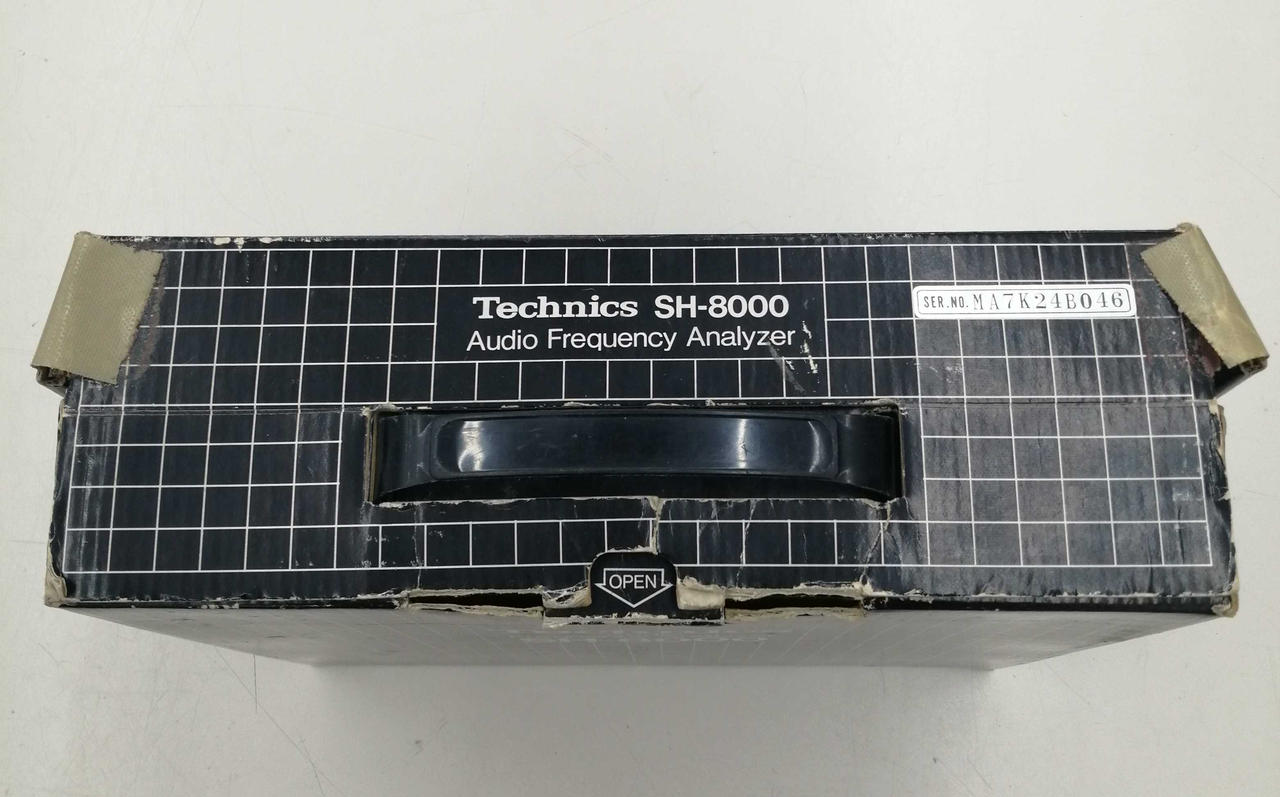 Technics SH-8000
Audio Frequency Analyzer
SER.NO. MA7K24B046
OPEN